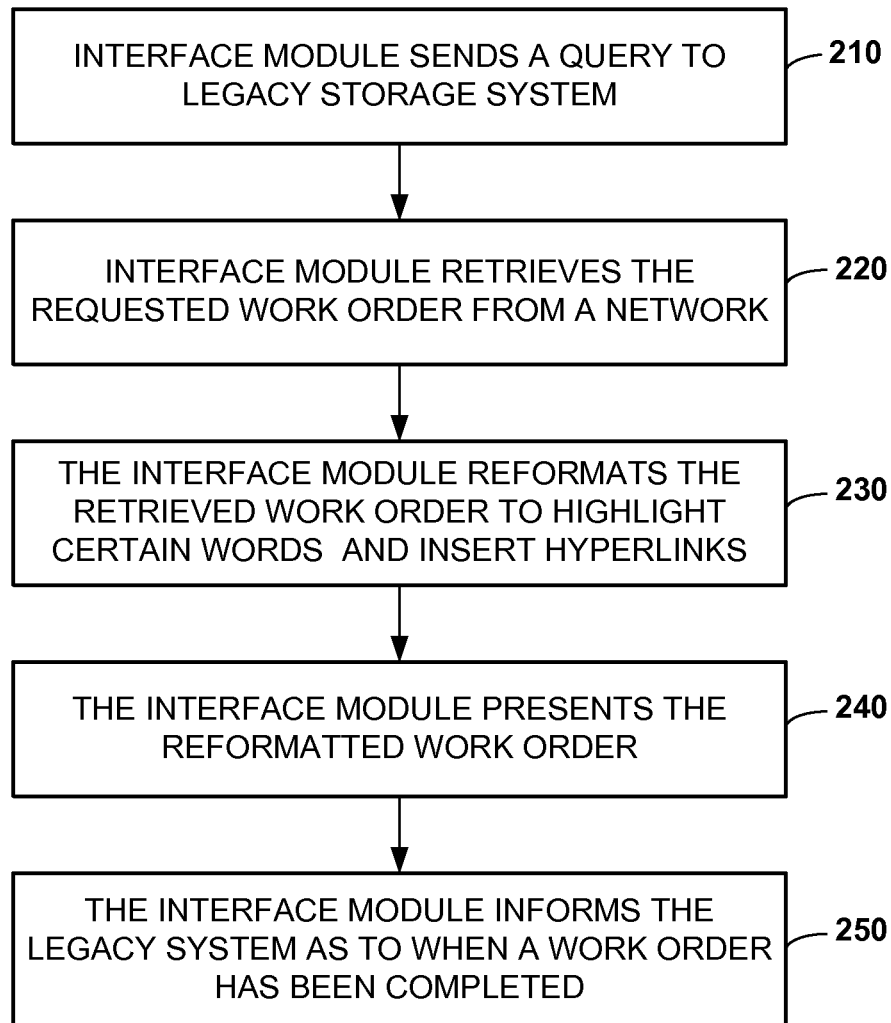 INTERFACE MODULE SENDS A QUERY TO
LEGACY STORAGE SYSTEM
210
INTERFACE MODULE RETRIEVES THE
REQUESTED WORK ORDER FROM A NETWORK
220
THE INTERFACE MODULE REFORMATS THE
RETRIEVED WORK ORDER TO HIGHLIGHT
CERTAIN WORDS AND INSERT HYPERLINKS
230
THE INTERFACE MODULE PRESENTS THE
REFORMATTED WORK ORDER
240
THE INTERFACE MODULE INFORMS THE
LEGACY SYSTEM AS TO WHEN A WORK ORDER
HAS BEEN COMPLETED
250